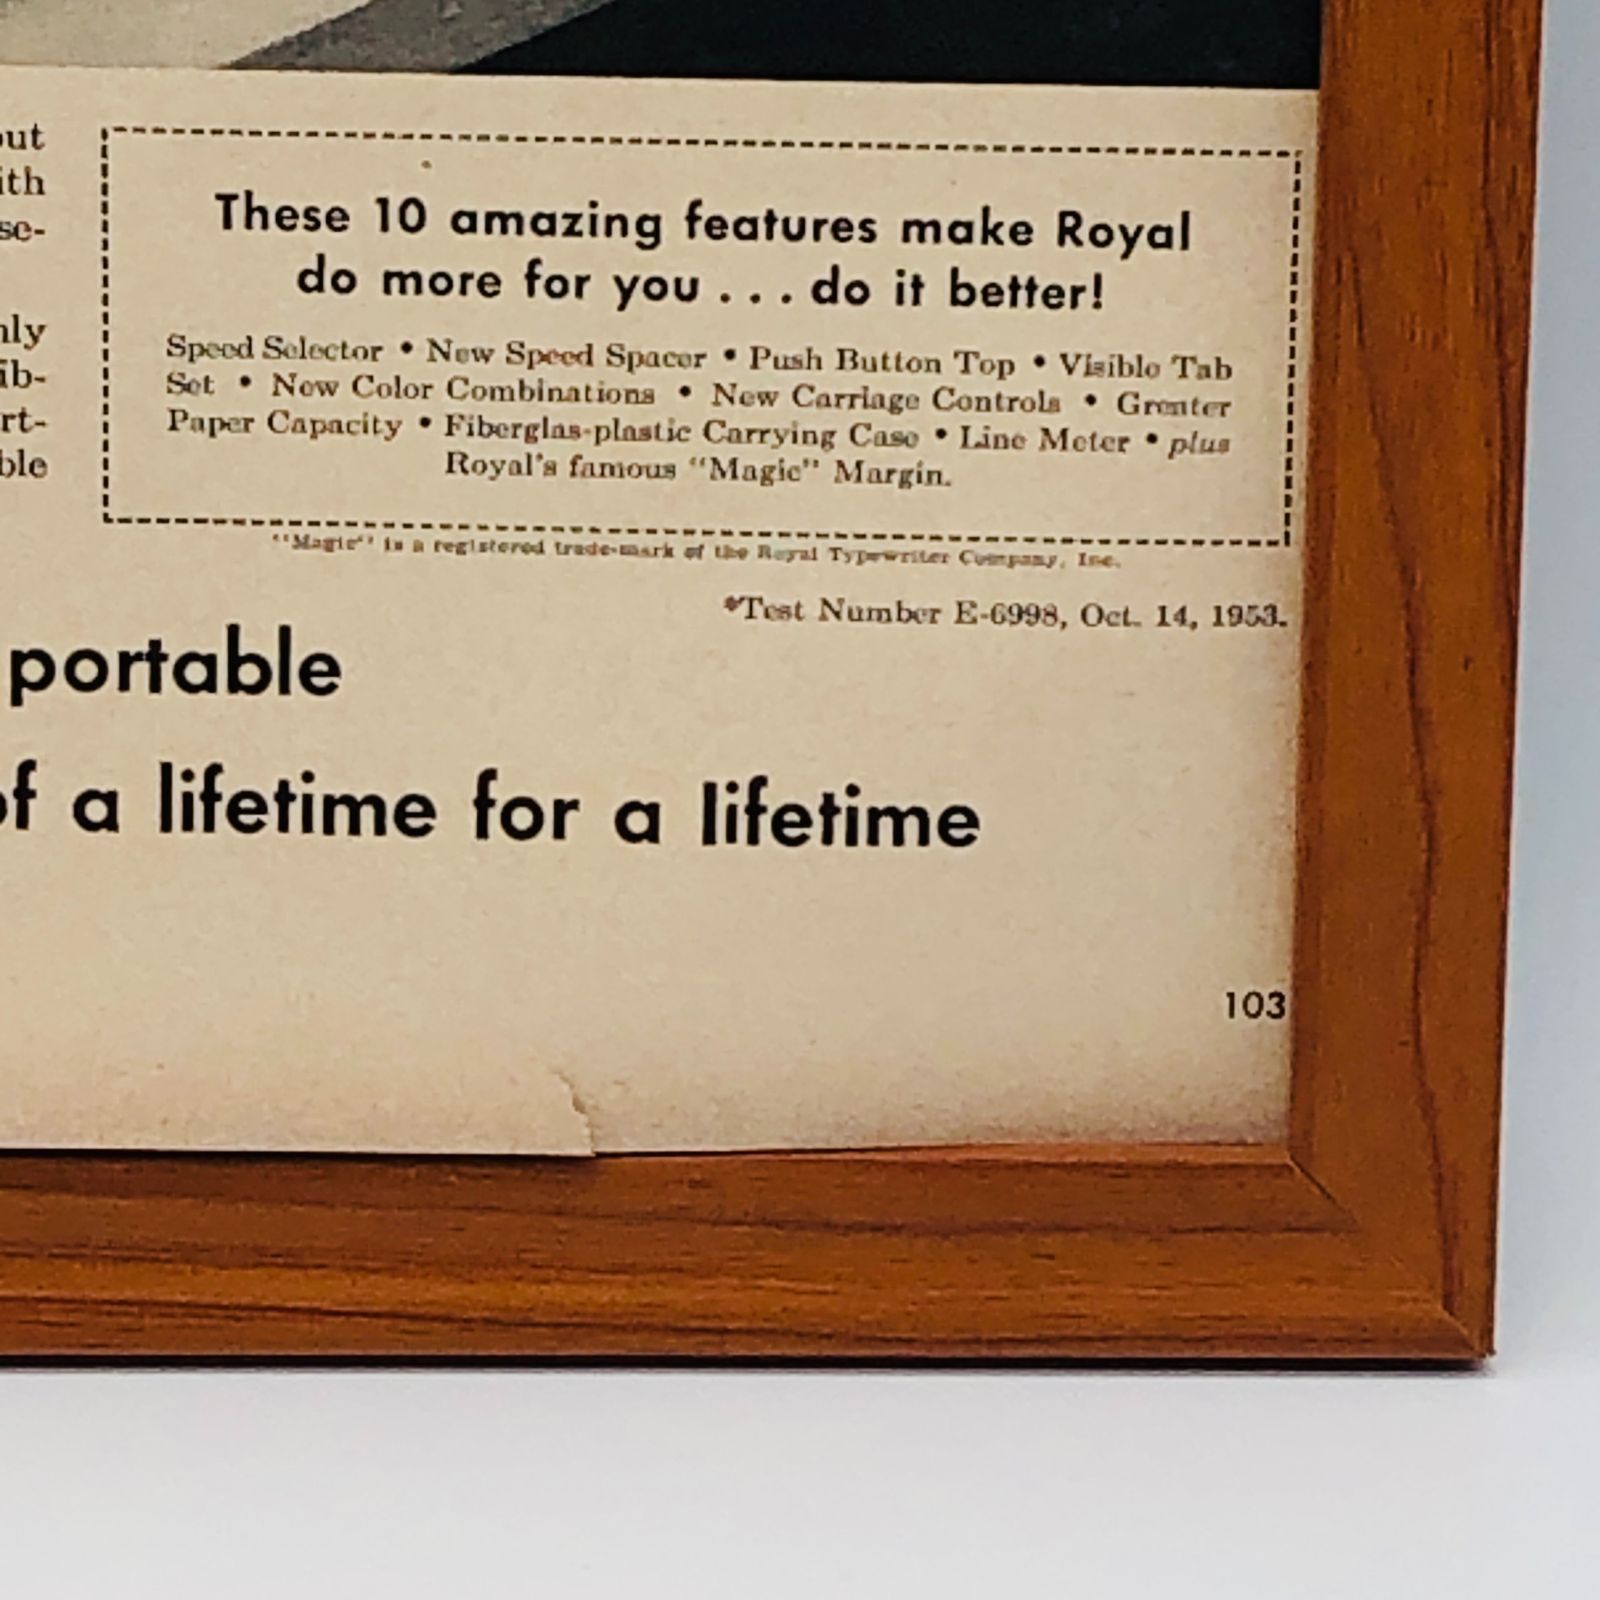 out
ith
se-
nly
ib-
rt-
ble
These 10 amazing features make Royal
do more for you . . . do it better!
Speed Selector • New Speed Spacer • Push Button Top • Visible Tab
Set • New Color Combinations • New Carriage Controls • Greater
Paper Capacity • Fiberglas-plastic Carrying Case • Line Meter • plus
Royal's famous "Magic" Margin.
"Magic" is a registered trade-mark of the Royal Typewriter Company, Inc.
*Test Number E-6998, Oct. 14, 1953.
portable
of a lifetime for a lifetime
103